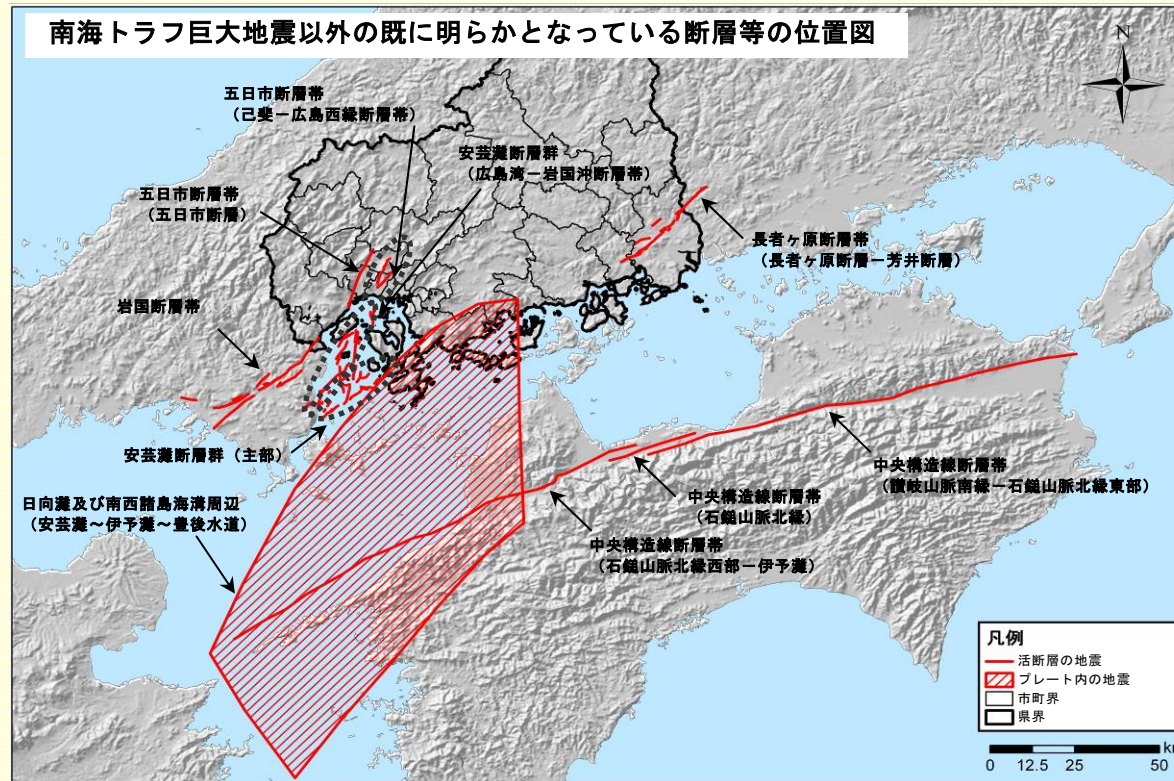 南海トラフ巨大地震以外の既に明らかとなっている断層等の位置図
N
五日市断層帯
（己斐－広島西縁断層帯）
安芸灘断層群
（広島湾－岩国沖断層帯）
五日市断層帯
（五日市断層）
長者ヶ原断層帯
（長者ヶ原断層－芳井断層）
岩国断層帯
安芸灘断層群（主部）
中央構造線断層帯
（讃岐山脈南縁－石鎚山脈北縁東部）
日向灘及び南西諸島海溝周辺
（安芸灘～伊予灘～豊後水道）
中央構造線断層帯
（石鎚山脈北縁）
中央構造線断層帯
（石鎚山脈北縁西部－伊予灘）
凡例
活断層の地震
プレート内の地震
市町界
県界
km
0 12.5 25 50